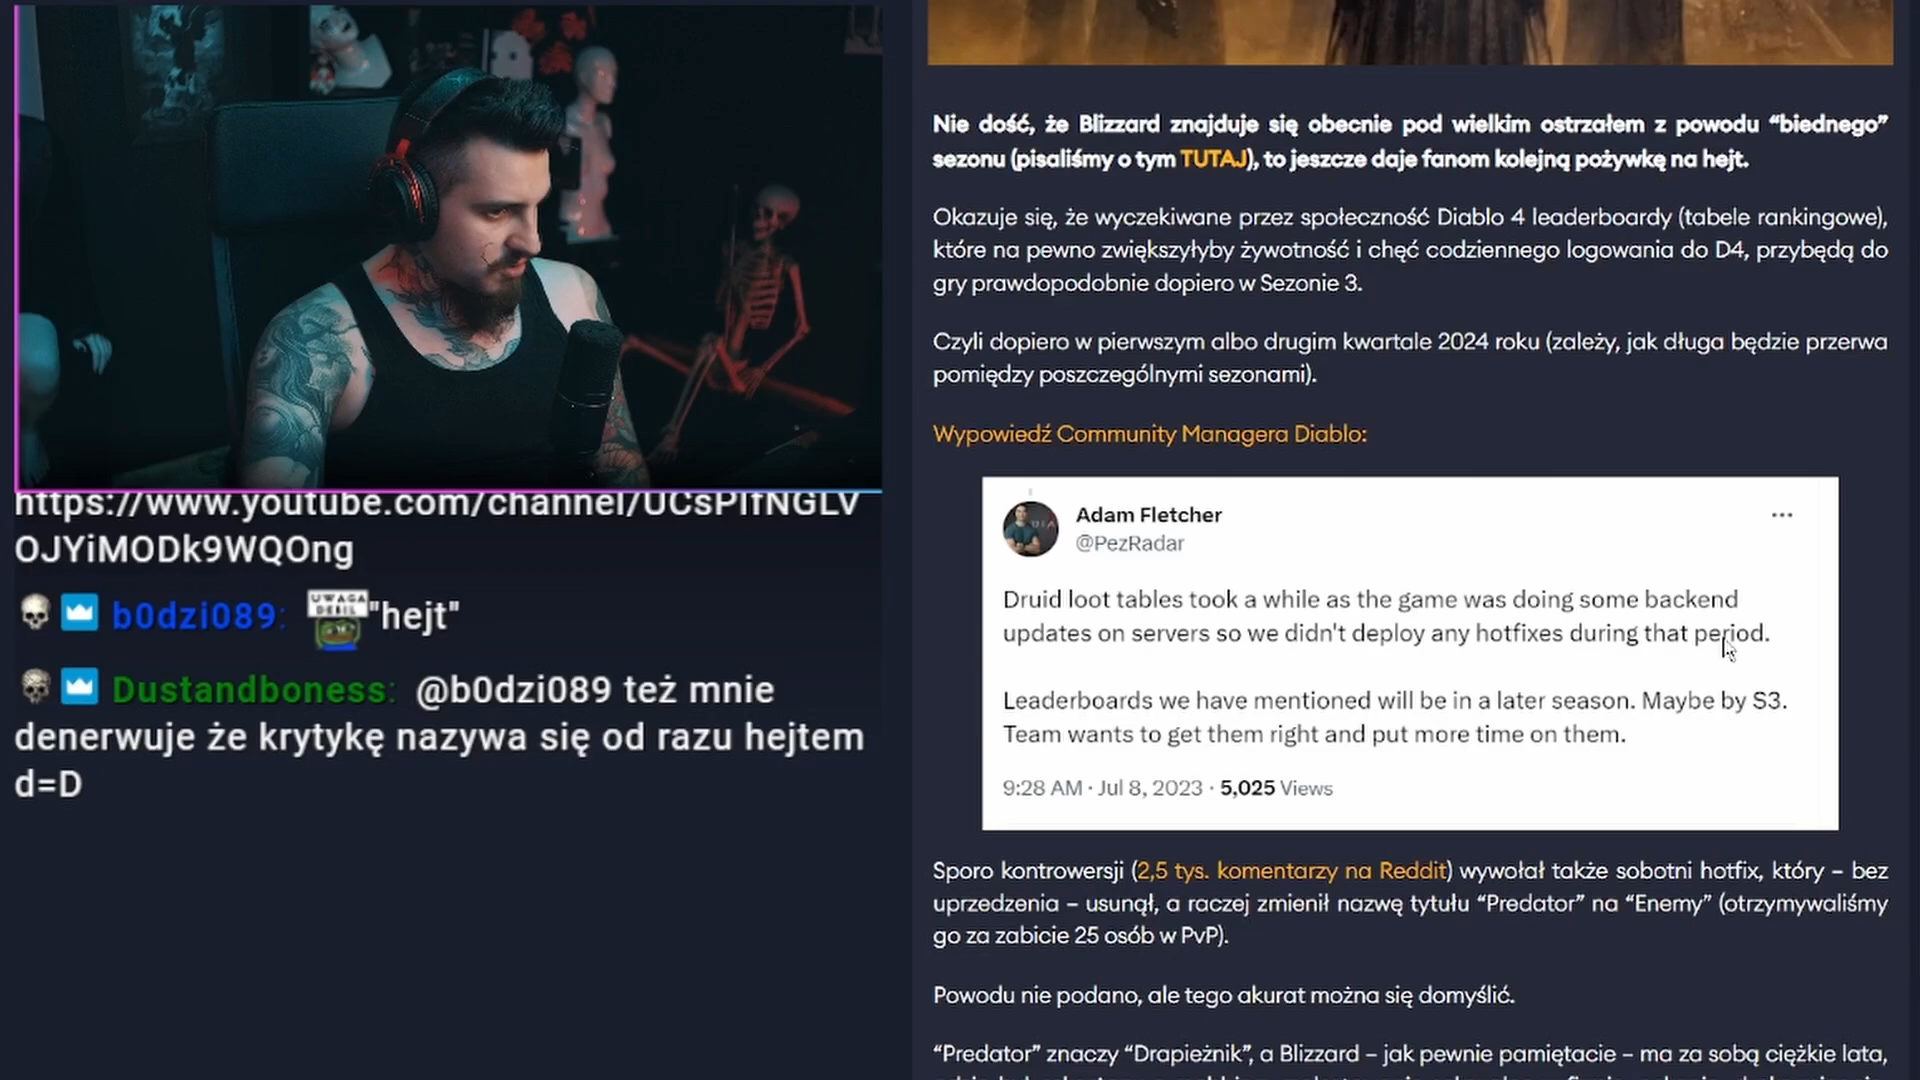 https://www.youtube.com/channel/UCsPlfNGLV
OJYiMODk9WQOng
b0dzi089: UWAGA DEBIL "hejt"
Dustandboness: @b0dzi089 też mnie
denerwuje że krytykę nazywa się od razu hejtem
d=D
Nie dość, że Blizzard znajduje się obecnie pod wielkim ostrzałem z powodu “biednego”
sezonu (pisaliśmy o tym TUTAJ), to jeszcze daje fanom kolejną pożywkę na hejt.
Okazuje się, że wyczekiwane przez społeczność Diablo 4 leaderboardy (tabele rankingowe),
które na pewno zwiększyłyby żywotność i chęć codziennego logowania do D4, przybędą do
gry prawdopodobnie dopiero w Sezonie 3.
Czyli dopiero w pierwszym albo drugim kwartale 2024 roku (zależy, jak długa będzie przerwa
pomiędzy poszczególnymi sezonami).
Wypowiedź Community Managera Diablo:
Adam Fletcher
@PezRadar
Druid loot tables took a while as the game was doing some backend
updates on servers so we didn't deploy any hotfixes during that period.
Leaderboards we have mentioned will be in a later season. Maybe by S3.
Team wants to get them right and put more time on them.
9:28 AM · Jul 8, 2023 · 5,025 Views
Sporo kontrowersji (2,5 tys. komentarzy na Reddit) wywołał także sobotni hotfix, który – bez
uprzedzenia – usunął, a raczej zmienił nazwę tytułu “Predator” na “Enemy” (otrzymywaliśmy
go za zabicie 25 osób w PvP).
Powodu nie podano, ale tego akurat można się domyślić.
“Predator” znaczy “Drapieżnik”, a Blizzard – jak pewnie pamiętacie – ma za sobą ciężkie lata,